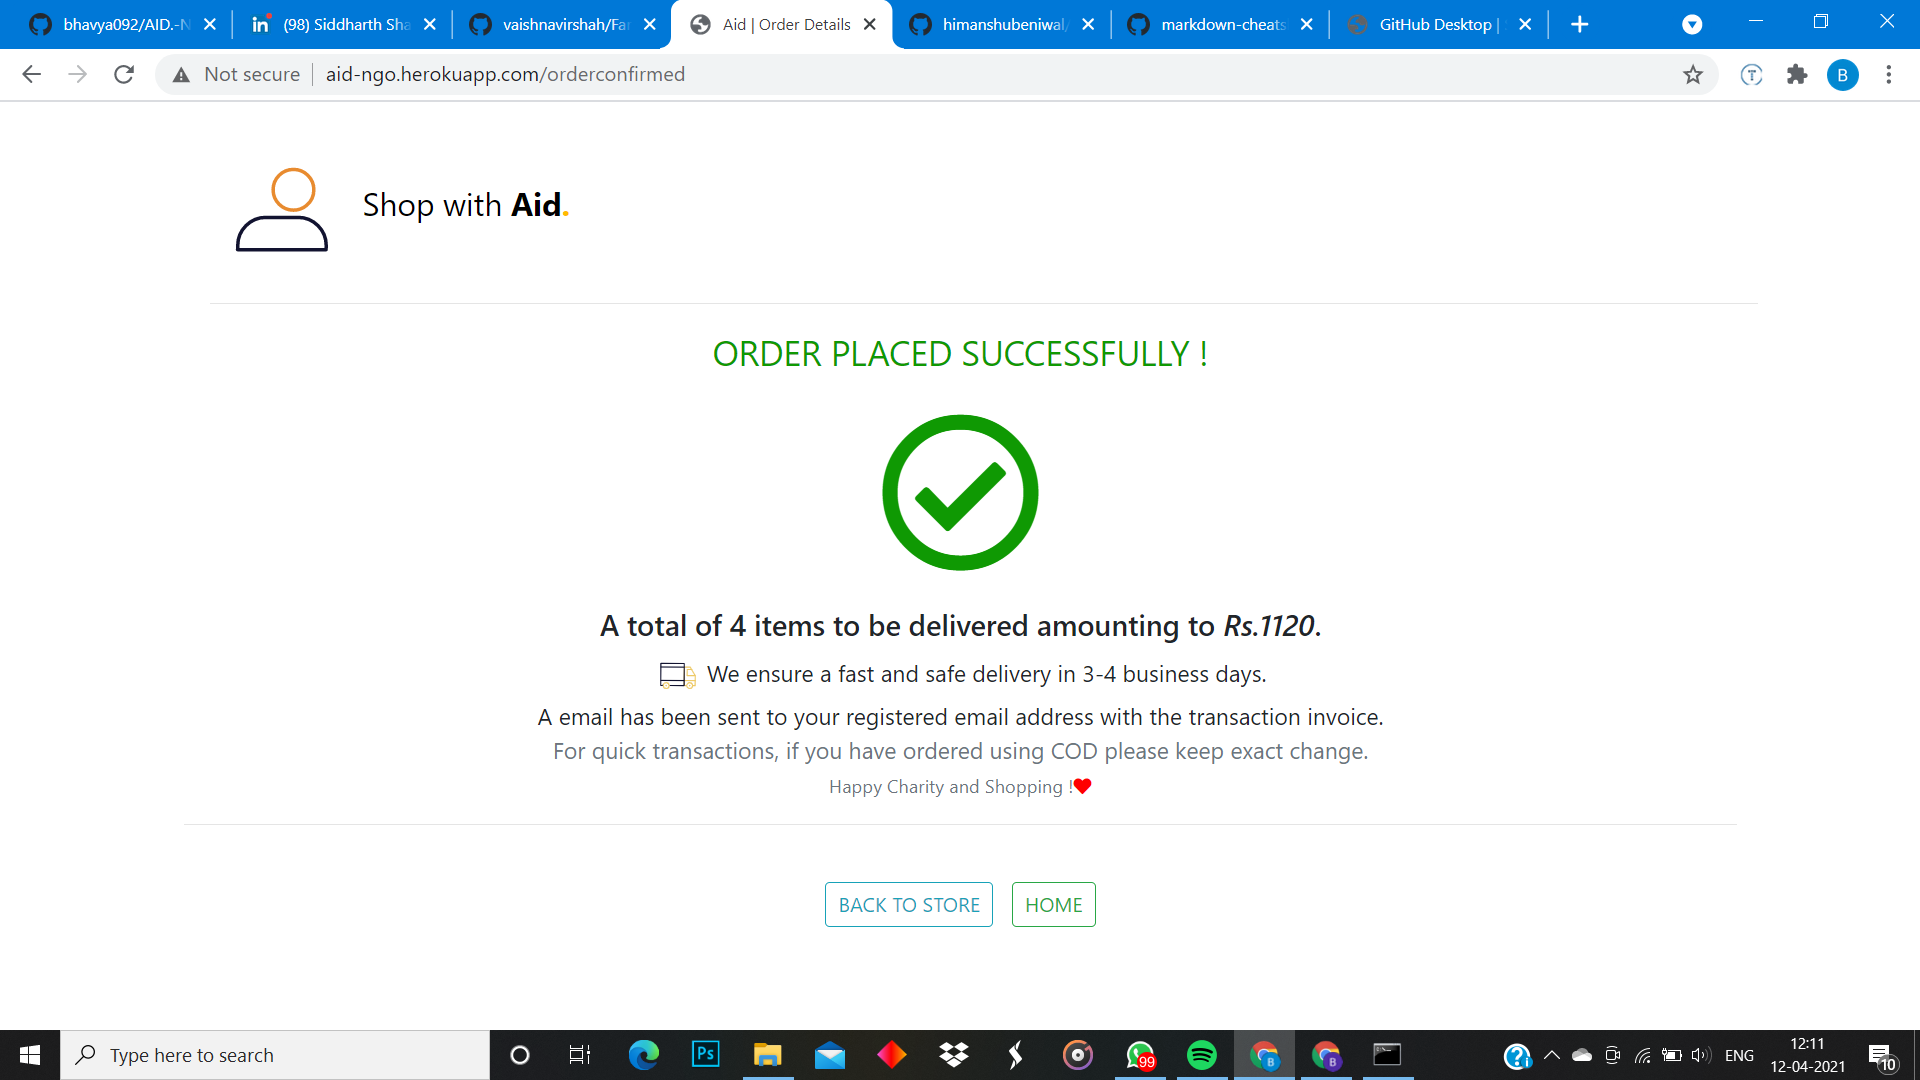 bhavya092/AID.-N
(98) Siddharth Sha
vaishnavirshah/Far
Aid | Order Details
himanshubeniwal/
markdown-cheats
GitHub Desktop |
Not secure
aid-ngo.herokuapp.com/orderconfirmed
B
Shop with Aid.
ORDER PLACED SUCCESSFULLY !
A total of 4 items to be delivered amounting to Rs.1120.
We ensure a fast and safe delivery in 3-4 business days.
A email has been sent to your registered email address with the transaction invoice.
For quick transactions, if you have ordered using COD please keep exact change.
Happy Charity and Shopping !
BACK TO STORE
HOME
Type here to search
Ps
99
B
B
ENG
12:11
12-04-2021
10